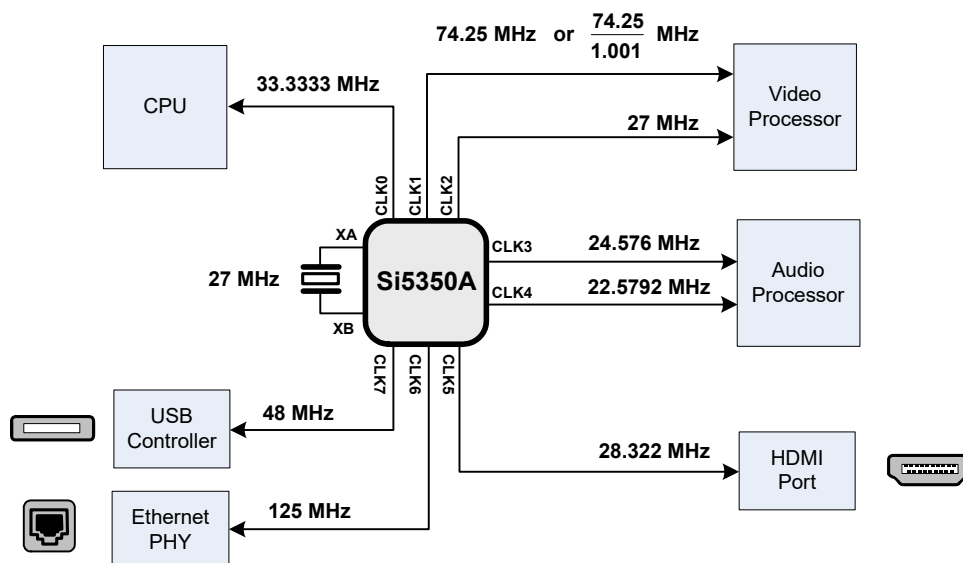 74.25 MHz or 74.25/1.001 MHz
CPU
33.3333 MHz
Video
Processor
27 MHz
CLK0
CLK1
CLK2
XA
27 MHz
XB
Si5350A
CLK3
24.576 MHz
CLK4
22.5792 MHz
Audio
Processor
CLK7
CLK6
CLK5
USB
Controller
48 MHz
28.322 MHz
HDMI
Port
Ethernet
PHY
125 MHz